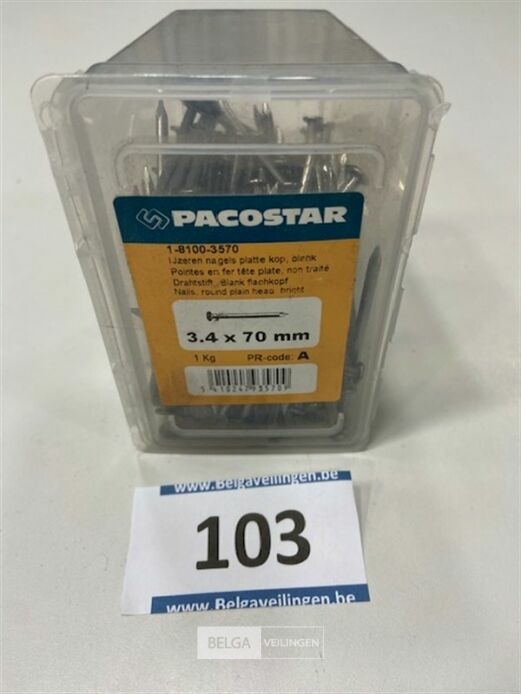 PACOSTAR
1-8100-3570
IJzeren nagels platte kop, blink
Pointes en fer tête plate, non traité
Drahtstift, Blank flachkopf
Nails, round plain head, bright
3.4 x 70 mm
1 Kg PR-code: A
www.Belgaveilingen.be
103
www.Belgaveilingen.be
BELGA VEILINGEN